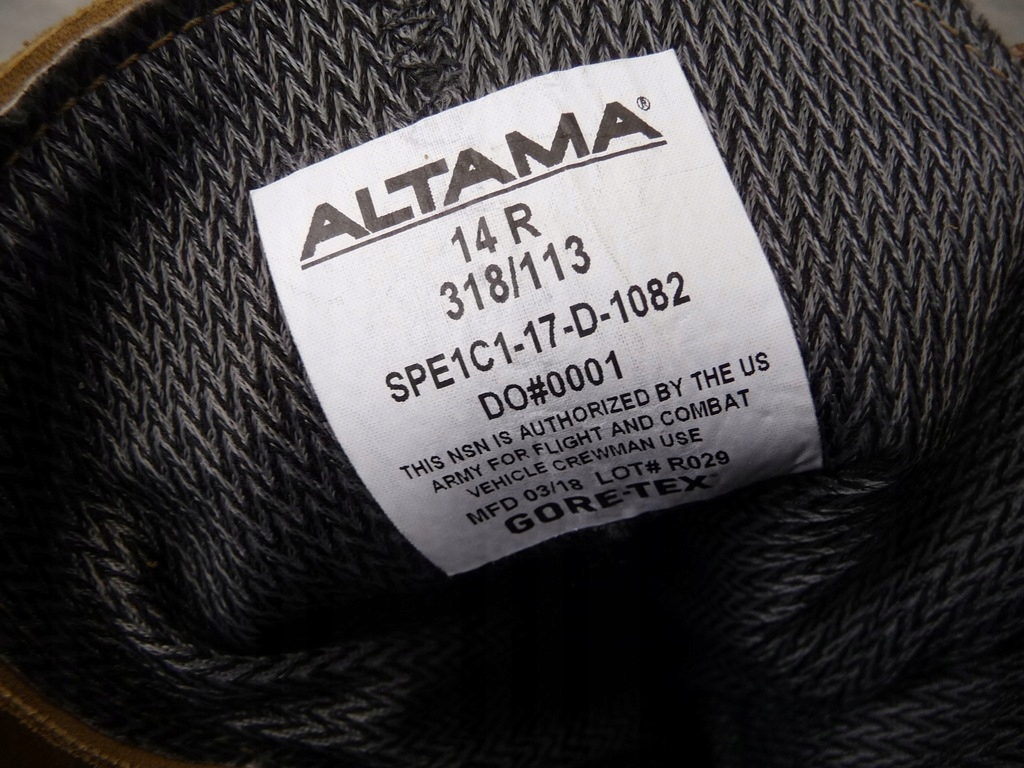 ALTAMA®
14 R
318/113
SPE1C1-17-D-1082
DO#0001
THIS NSN IS AUTHORIZED BY THE US
ARMY FOR FLIGHT AND COMBAT
VEHICLE CREWMAN USE
MFD 03/18 LOT# R029
GORE-TEX